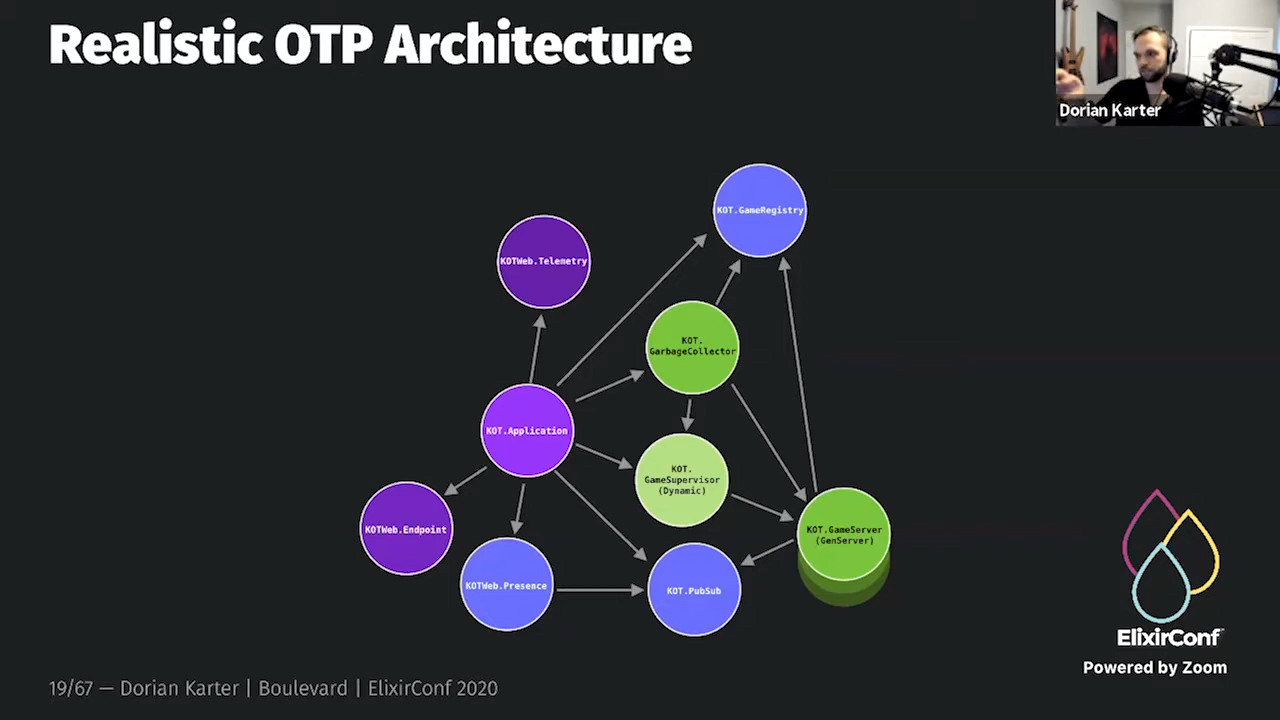 Realistic OTP Architecture
Dorian Karter
KOT.GameRegistry
KOTWeb.Telemetry
KOT.
GarbageCollector
KOT.Application
KOT.
GameSupervisor
(Dynamic)
KOTWeb.Endpoint
KOT.GameServer
(GenServer)
KOTWeb.Presence
KOT.PubSub
ElixirConf
Powered by Zoom
19/67 — Dorian Karter | Boulevard | ElixirConf 2020